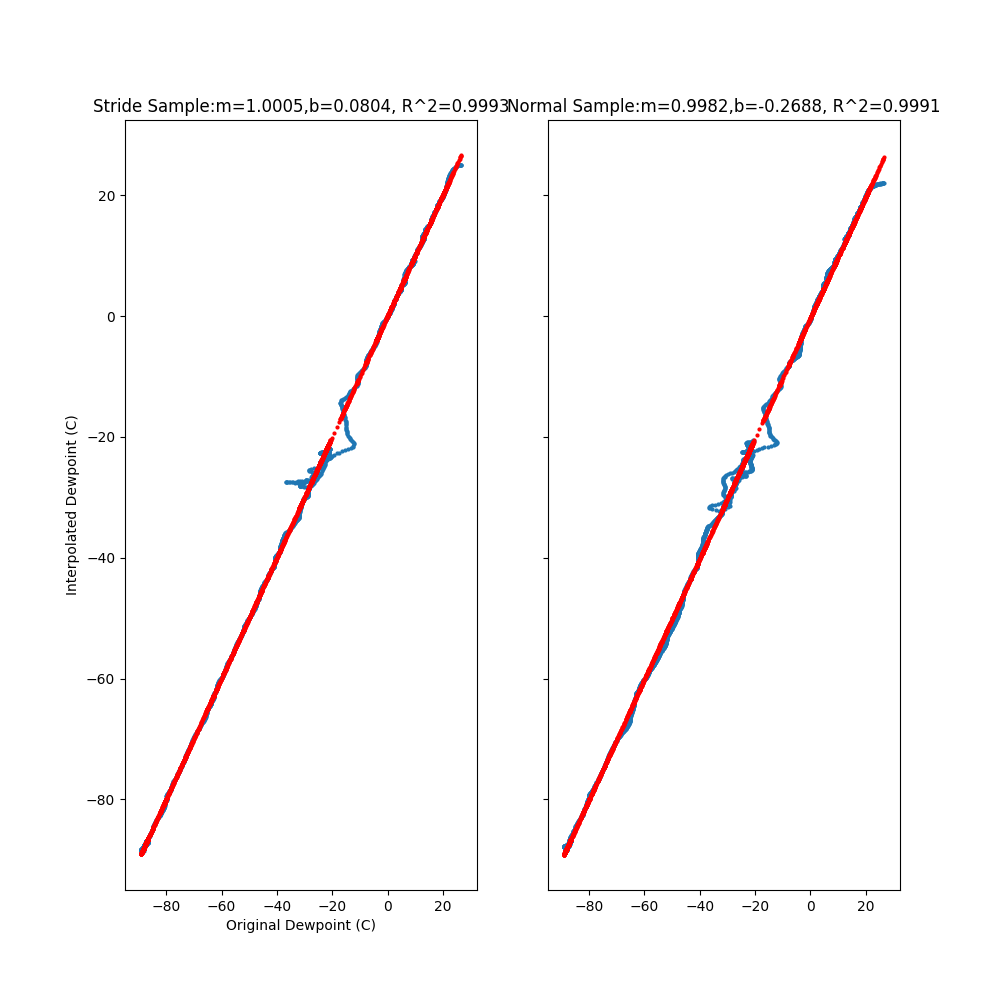 Stride Sample:m=1.0005,b=0.0804, R^2=0.9993
Normal Sample:m=0.9982,b=-0.2688, R^2=0.9991
20
0
−20
−40
−60
−80
Interpolated Dewpoint (C)
−80 −60 −40 −20 0 20
−80 −60 −40 −20 0 20
Original Dewpoint (C)